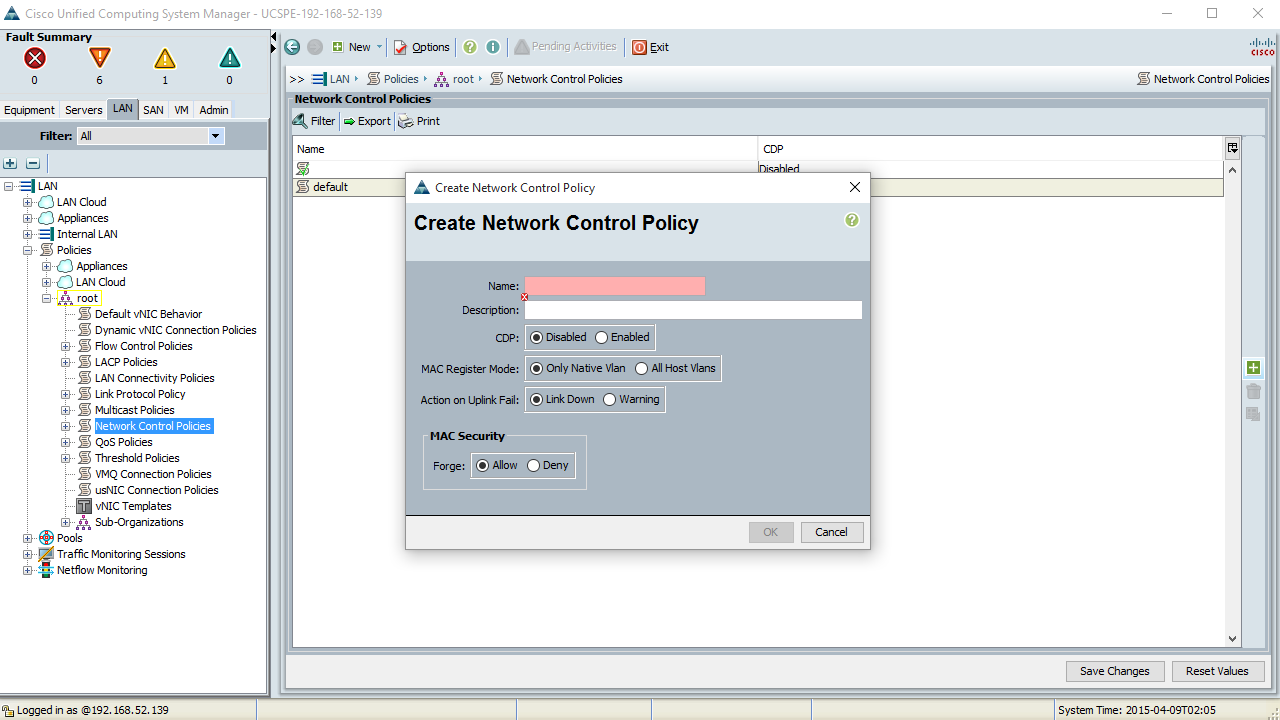 Cisco Unified Computing System Manager - UCSPE-192-168-52-139
Fault Summary
0 6 1 0
Equipment Servers LAN SAN VM Admin
Filter: All
LAN
LAN Cloud
Appliances
Internal LAN
Policies
Appliances
LAN Cloud
root
Default vNIC Behavior
Dynamic vNIC Connection Policies
Flow Control Policies
LACP Policies
LAN Connectivity Policies
Link Protocol Policy
Multicast Policies
Network Control Policies
QoS Policies
Threshold Policies
VMQ Connection Policies
usNIC Connection Policies
vNIC Templates
Sub-Organizations
Pools
Traffic Monitoring Sessions
Netflow Monitoring
New Options Pending Activities Exit
cisco
>> LAN Policies root Network Control Policies Network Control Policies
Network Control Policies
Filter Export Print
Name CDP
Disabled
default
Create Network Control Policy
Create Network Control Policy
Name:
Description:
CDP: Disabled Enabled
MAC Register Mode: Only Native Vlan All Host Vlans
Action on Uplink Fail: Link Down Warning
MAC Security
Forge: Allow Deny
OK Cancel
Save Changes Reset Values
Logged in as @192.168.52.139 System Time: 2015-04-09T02:05